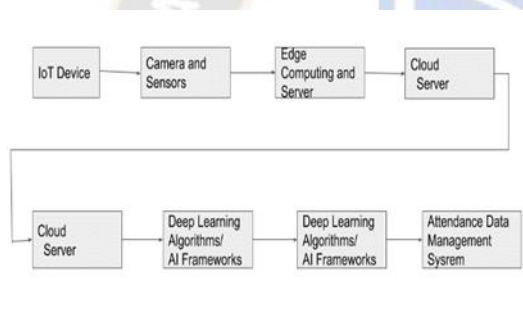 IoT Device
Camera and
Sensors
Edge
Computing and
Server
Cloud
Server
Cloud
Server
Deep Learning
Algorithms/
AI Frameworks
Deep Learning
Algorithms/
AI Frameworks
Attendance Data
Management
Sysrem